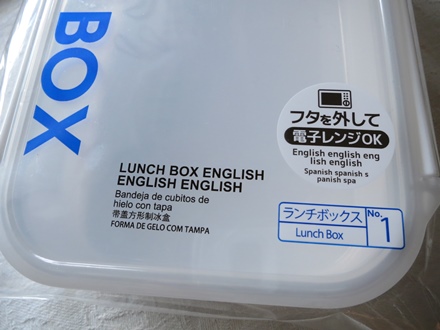 BOX
フタを外して
電子レンジOK
English english eng
lish english
Spanish spanish s
panish spa
LUNCH BOX ENGLISH
ENGLISH ENGLISH
Bandeja de cubitos de
hielo con tapa
带盖方形制冰盒
FORMA DE GELO COM TAMPA
ランチボックス
Lunch Box
No.
1